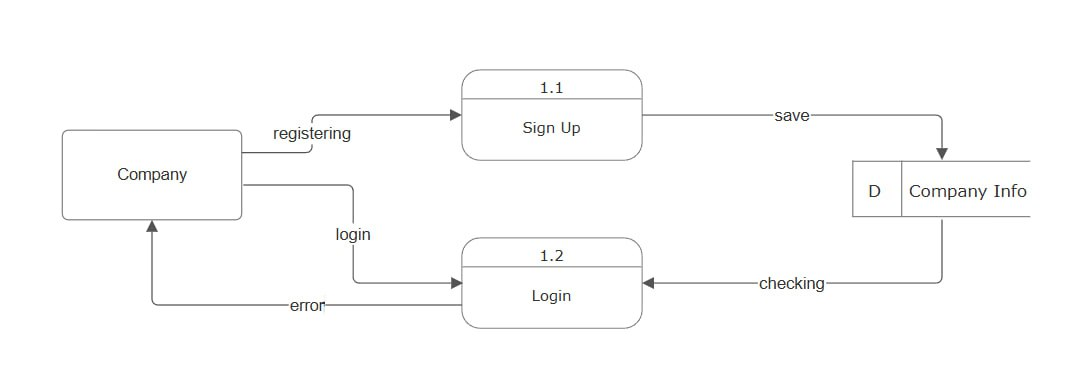 1.1
Sign Up
save
registering
Company
D
Company Info
login
1.2
Login
checking
error